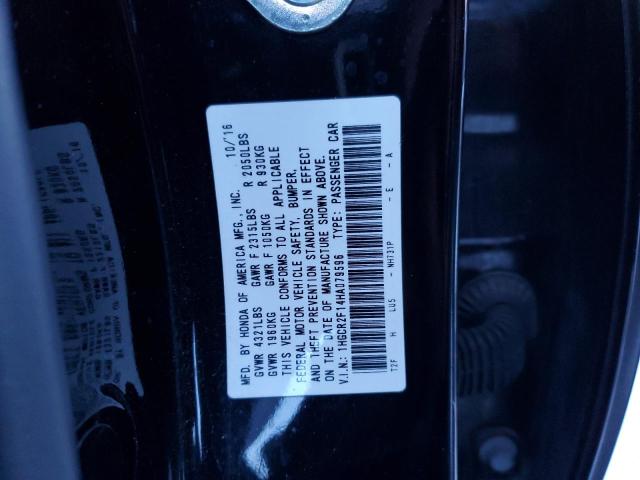 MFD. BY HONDA OF AMERICA MFG., INC. 10/'16
GVWR 4321LBS GAWR F 2315LBS R 2050LBS
GVWR 1960KG GAWR F 1050KG R 930KG
THIS VEHICLE CONFORMS TO ALL APPLICABLE
FEDERAL MOTOR VEHICLE SAFETY, BUMPER,
AND THEFT PREVENTION STANDARDS IN EFFECT
ON THE DATE OF MANUFACTURE SHOWN ABOVE.
V.I.N.: 1HGCR2F14HA079596 TYPE: PASSENGER CAR
T2F H LU5 - NH731P - E - A